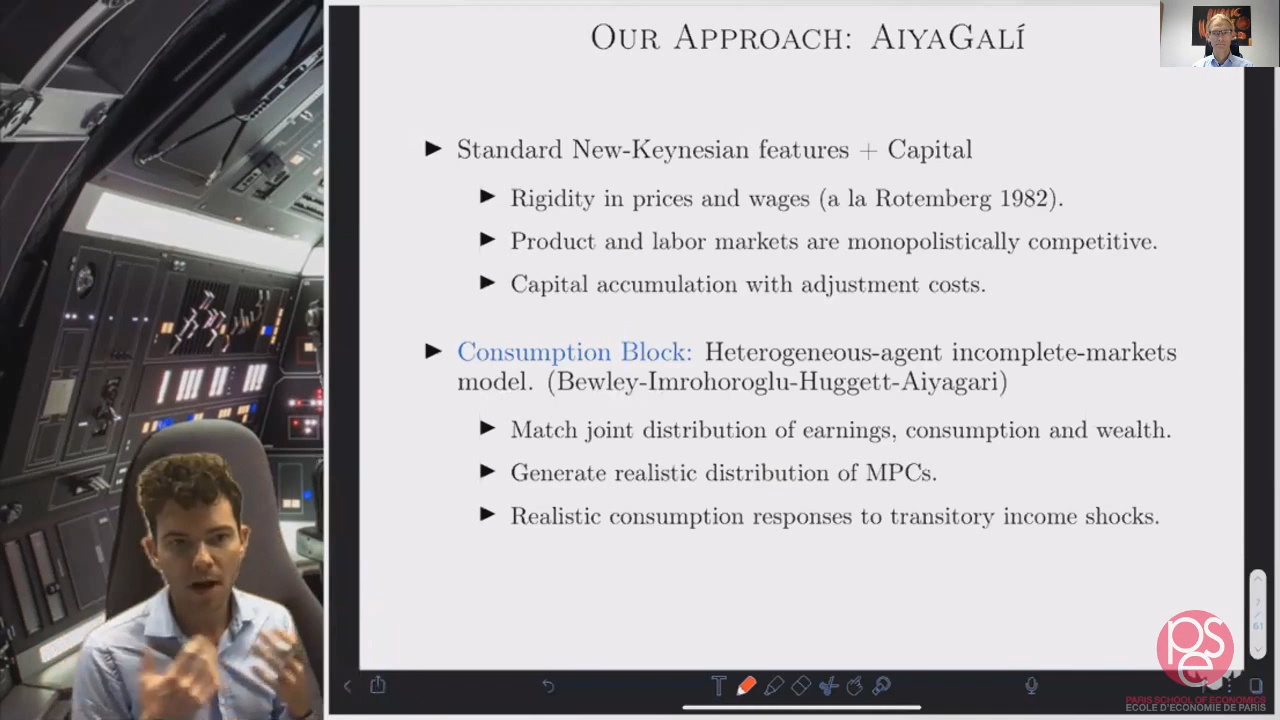 OUR APPROACH: AIYAGALÍ
► Standard New-Keynesian features + Capital
► Rigidity in prices and wages (a la Rotemberg 1982).
► Product and labor markets are monopolistically competitive.
► Capital accumulation with adjustment costs.
► Consumption Block: Heterogeneous-agent incomplete-markets
model. (Bewley-Imrohoroglu-Huggett-Aiyagari)
► Match joint distribution of earnings, consumption and wealth.
► Generate realistic distribution of MPCs.
► Realistic consumption responses to transitory income shocks.
7
/
61
pse
PARIS SCHOOL OF ECONOMICS
ECOLE D'ECONOMIE DE PARIS